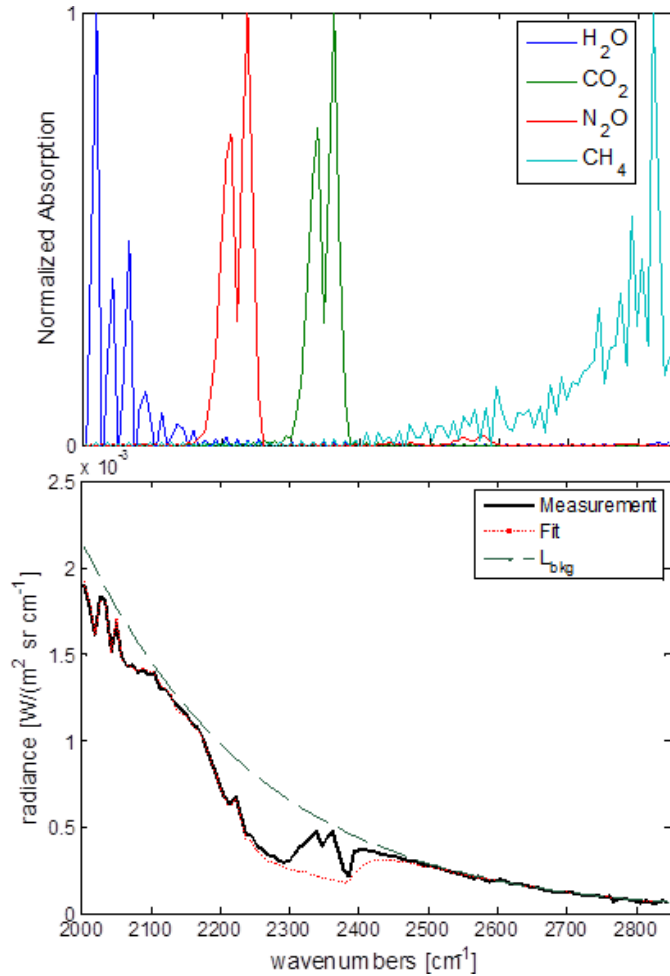 1
H₂O
CO₂
N₂O
CH₄
Normalized Absorption
0
x 10⁻³
2.5
Measurement
Fit
L_bkg
2
1.5
radiance [W/(m² sr cm⁻¹]
1
0.5
0
2000 2100 2200 2300 2400 2500 2600 2700 2800
wavenumbers [cm⁻¹]